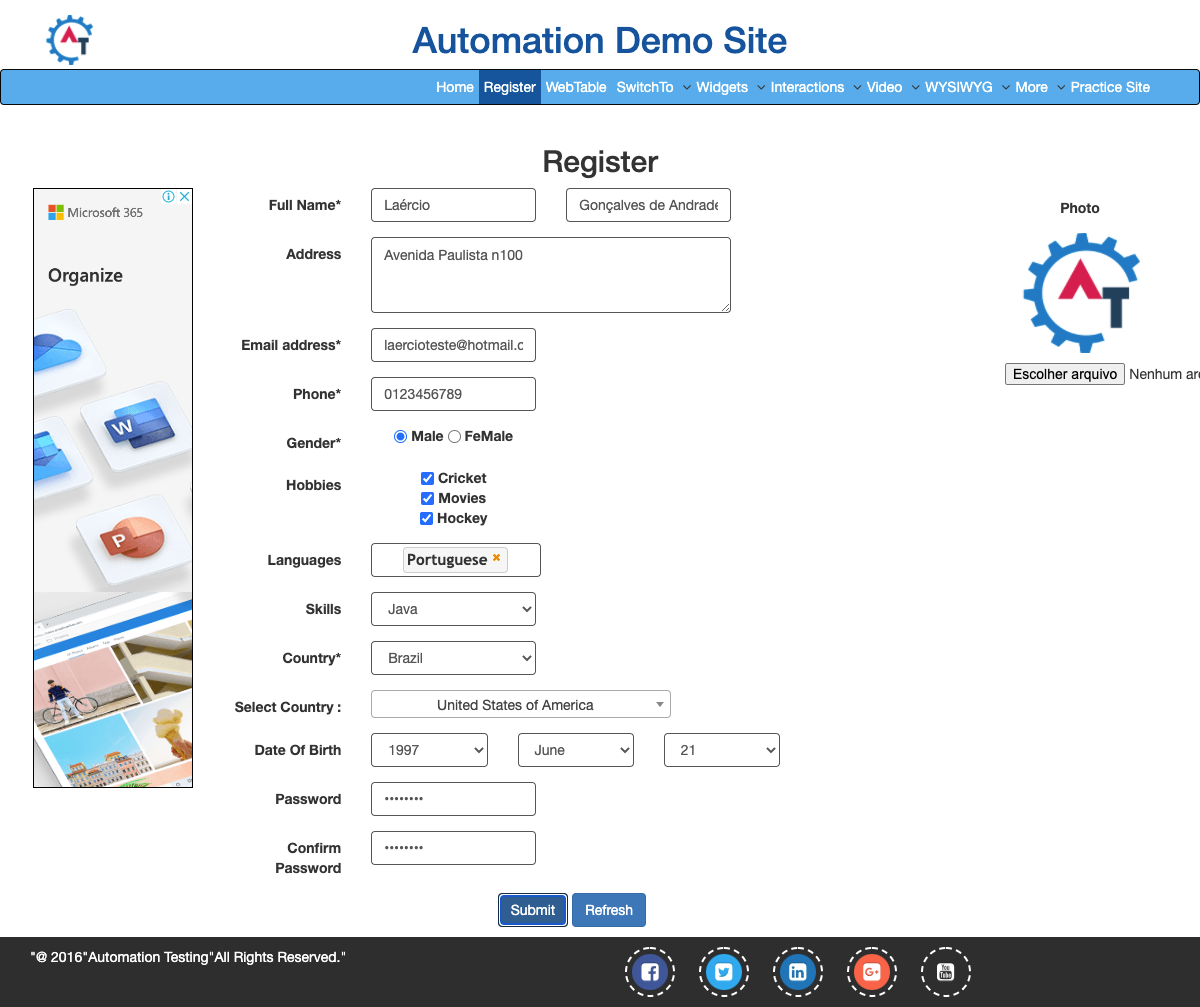 Automation Demo Site
Home Register WebTable SwitchTo Widgets Interactions Video WYSIWYG More Practice Site
Register
Microsoft 365
Organize
W
P
Full Name* Laércio Gonçalves de Andrade
Photo
AT
Address Avenida Paulista n100
Email address* laercioteste@hotmail.c
Escolher arquivo Nenhum
Phone* 0123456789
Gender* Male FeMale
Hobbies Cricket
Movies
Hockey
Languages Portuguese
Skills Java
Country* Brazil
Select Country : United States of America
Date Of Birth 1997 June 21
Password ••••••••
Confirm
Password ••••••••
Submit Refresh
"@ 2016"Automation Testing"All Rights Reserved."
You
Tube